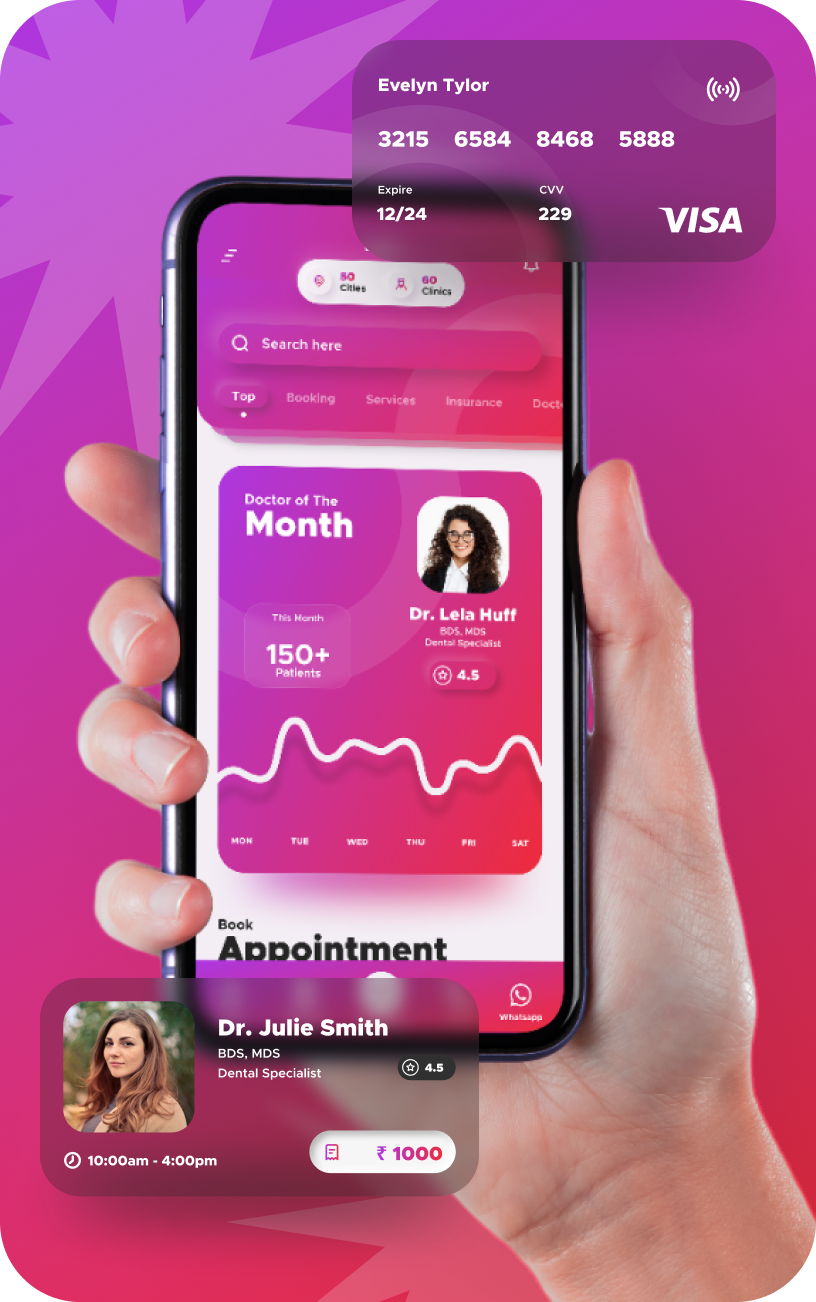 Evelyn Tylor
3215 6584 8468 5888
Expire
CVV
12/24
229
VISA
50
Cities
60
Clinics
Search here
Top Booking Services Insurance Docto
Doctor of The
Month
This Month
150+
Patients
Dr. Lela Huff
BDS, MDS
Dental Specialist
4.5
MON TUE WED THU FRI SAT
Book
Appointment
Whatsapp
Dr. Julie Smith
BDS, MDS
Dental Specialist
4.5
10:00am - 4:00pm
₹ 1000